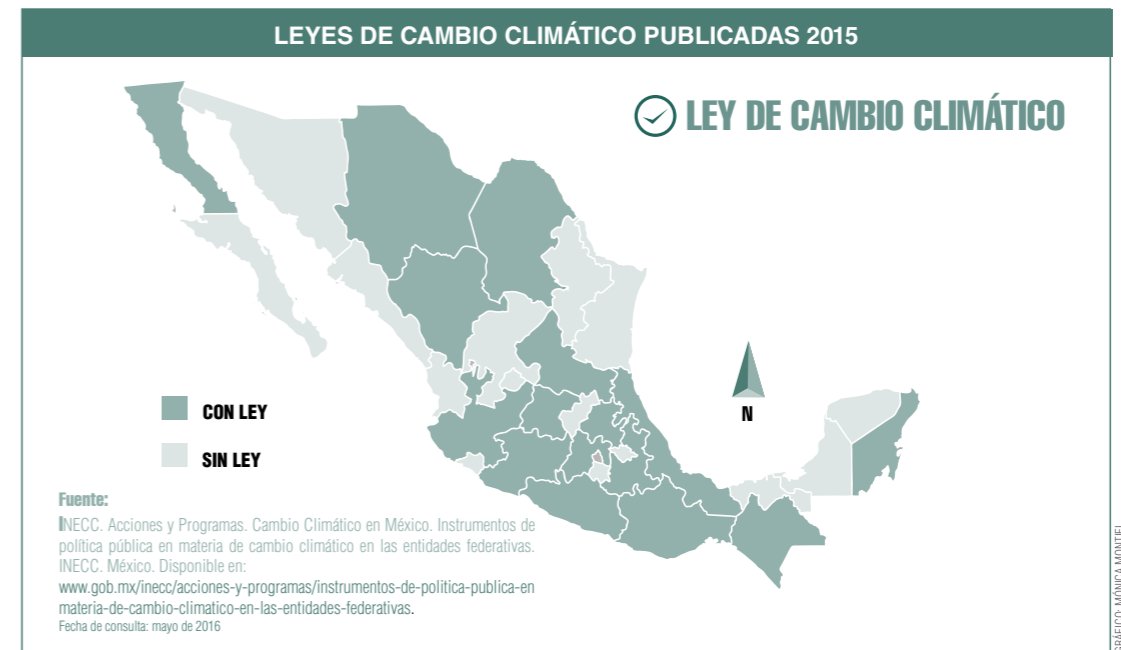 LEYES DE CAMBIO CLIMÁTICO PUBLICADAS 2015
LEY DE CAMBIO CLIMÁTICO
N
CON LEY
SIN LEY
Fuente:
INECC. Acciones y Programas. Cambio Climático en México. Instrumentos de
política pública en materia de cambio climático en las entidades federativas.
INECC. México. Disponible en:
www.gob.mx/inecc/acciones-y-programas/instrumentos-de-politica-publica-en
materia-de-cambio-climatico-en-las-entidades-federativas.
Fecha de consulta: mayo de 2016
GRÁFICO: MÓNICA MONTIEL